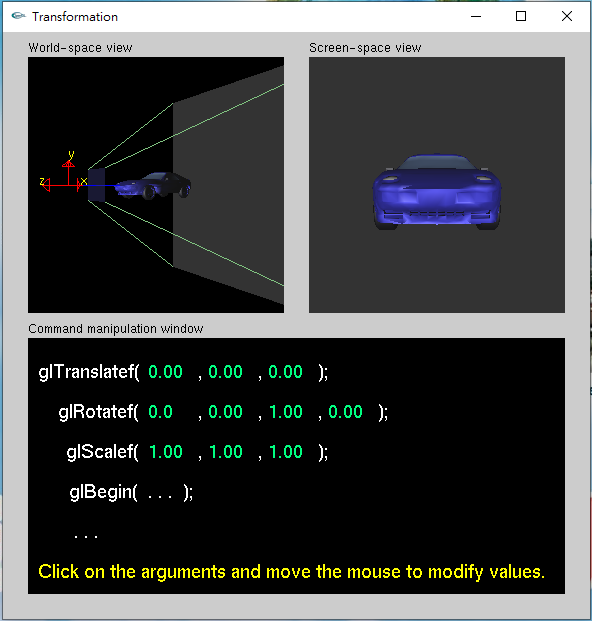 Transformation
World-space view
Screen-space view
y
z
x
Command manipulation window
glTranslatef( 0.00 , 0.00 , 0.00 );
glRotatef( 0.0 , 0.00 , 1.00 , 0.00 );
glScalef( 1.00 , 1.00 , 1.00 );
glBegin( . . . );
. . .
Click on the arguments and move the mouse to modify values.